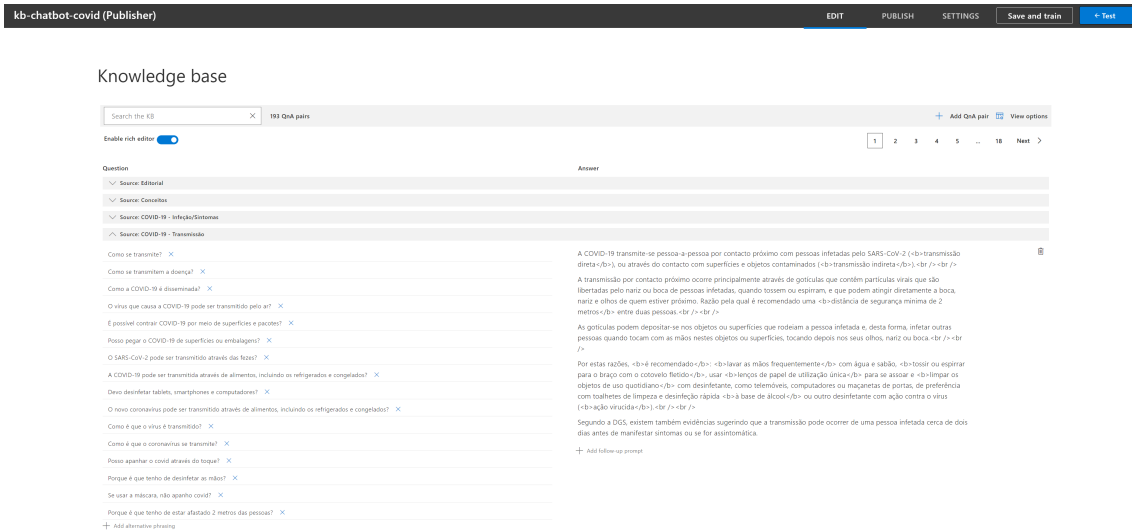 kb-chatbot-covid (Publisher)
EDIT
PUBLISH
SETTINGS
Save and train
← Test
Knowledge base
Search the KB
193 QnA pairs
Add QnA pair
View options
Enable rich editor
1 2 3 4 5 ... 18 Next
Question
Answer
Source: Editorial
Source: Conceitos
Source: COVID-19 - Infeção/Sintomas
Source: COVID-19 - Transmissão
Como se transmite?
Como se transmitem a doença?
Como a COVID-19 é disseminada?
O vírus que causa a COVID-19 pode ser transmitido pelo ar?
É possível contrair COVID-19 por meio de superfícies e pacotes?
Posso pegar o COVID-19 de superfícies ou embalagens?
O SARS-CoV-2 pode ser transmitido através das fezes?
A COVID-19 pode ser transmitida através de alimentos, incluindo os refrigerados e congelados?
Devo desinfetar tablets, smartphones e computadores?
O novo coronavírus pode ser transmitido através de alimentos, incluindo os refrigerados e congelados?
Como é que o vírus é transmitido?
Como é que o coronavirus se transmite?
Posso apanhar o covid através do toque?
Porque é que tenho de desinfetar as mãos?
Se usar a máscara, não apanho covid?
Porque é que tenho de estar afastado 2 metros das pessoas?
Add alternative phrasing
A COVID-19 transmite-se pessoa-a-pessoa por contacto próximo com pessoas infetadas pelo SARS-CoV-2 (<b>transmissão
direta</b>), ou através do contacto com superfícies e objetos contaminados (<b>transmissão indireta</b>).<br /><br />
A transmissão por contacto próximo ocorre principalmente através de gotículas que contêm partículas virais que são
libertadas pelo nariz ou boca de pessoas infetadas, quando tossem ou espirram, e que podem atingir diretamente a boca,
nariz e olhos de quem estiver próximo. Razão pela qual é recomendado uma <b>distância de segurança mínima de 2
metros</b> entre duas pessoas.<br /><br />
As gotículas podem depositar-se nos objetos ou superfícies que rodeiam a pessoa infetada e, desta forma, infetar outras
pessoas quando tocam com as mãos nestes objetos ou superfícies, tocando depois nos seus olhos, nariz ou boca.<br /><br
/>
Por estas razões, <b>é recomendado</b>: <b>lavar as mãos frequentemente</b> com água e sabão, <b>tossir ou espirrar
para o braço com o cotovelo fletido</b>, usar <b>lenços de papel de utilização única</b> para se assoar e <b>limpar os
objetos de uso quotidiano</b> com desinfetante, como telemóveis, computadores ou maçanetas de portas, de preferência
com toalhetes de limpeza e desinfeção rápida <b>à base de álcool</b> ou outro desinfetante com ação contra o vírus
(<b>ação virucida</b>).<br /><br />
Segundo a DGS, existem também evidências sugerindo que a transmissão pode ocorrer de uma pessoa infetada cerca de dois
dias antes de manifestar sintomas ou se for assintomática.
Add follow-up prompt